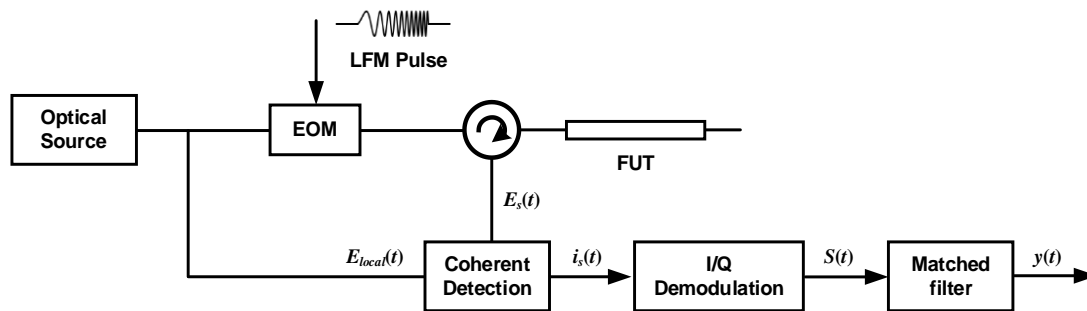 LFM Pulse
Optical
Source
EOM
FUT
E_s(t)
E_local(t)
Coherent
Detection
i_s(t)
I/Q
Demodulation
S(t)
Matched
filter
y(t)